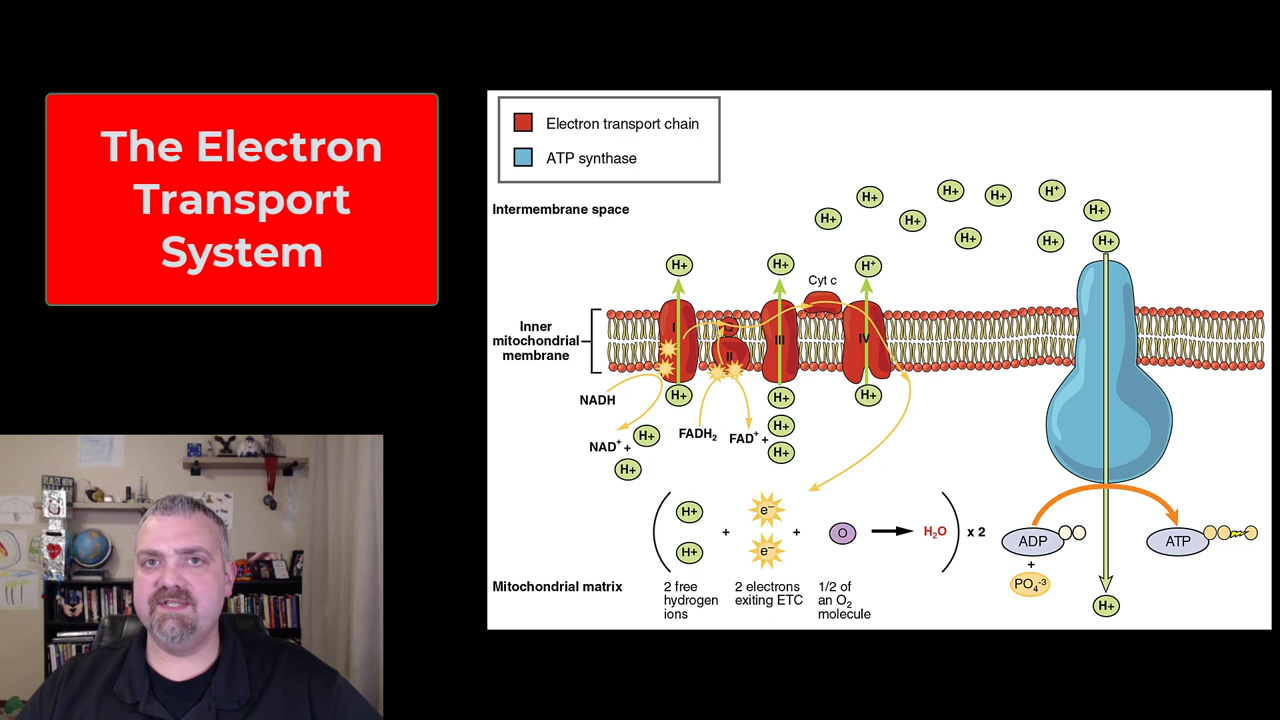 The Electron
Transport
System
Electron transport chain
ATP synthase
Intermembrane space
H+ H+ H+ H+ H+ H+ H+ H+ H+ H+
H+ H+ H+
Cyt c
Inner
mitochondrial
membrane
I
Q
II
III
IV
NADH
H+ H+ H+
NAD+ + H+
H+
FADH2
FAD+ +
H+
H+
H+ e- O H2O x 2
H+ e-
+ +
ADP
+
PO4-3
ATP
Mitochondrial matrix
2 free
hydrogen
ions
2 electrons
exiting ETC
1/2 of
an O2
molecule
H+